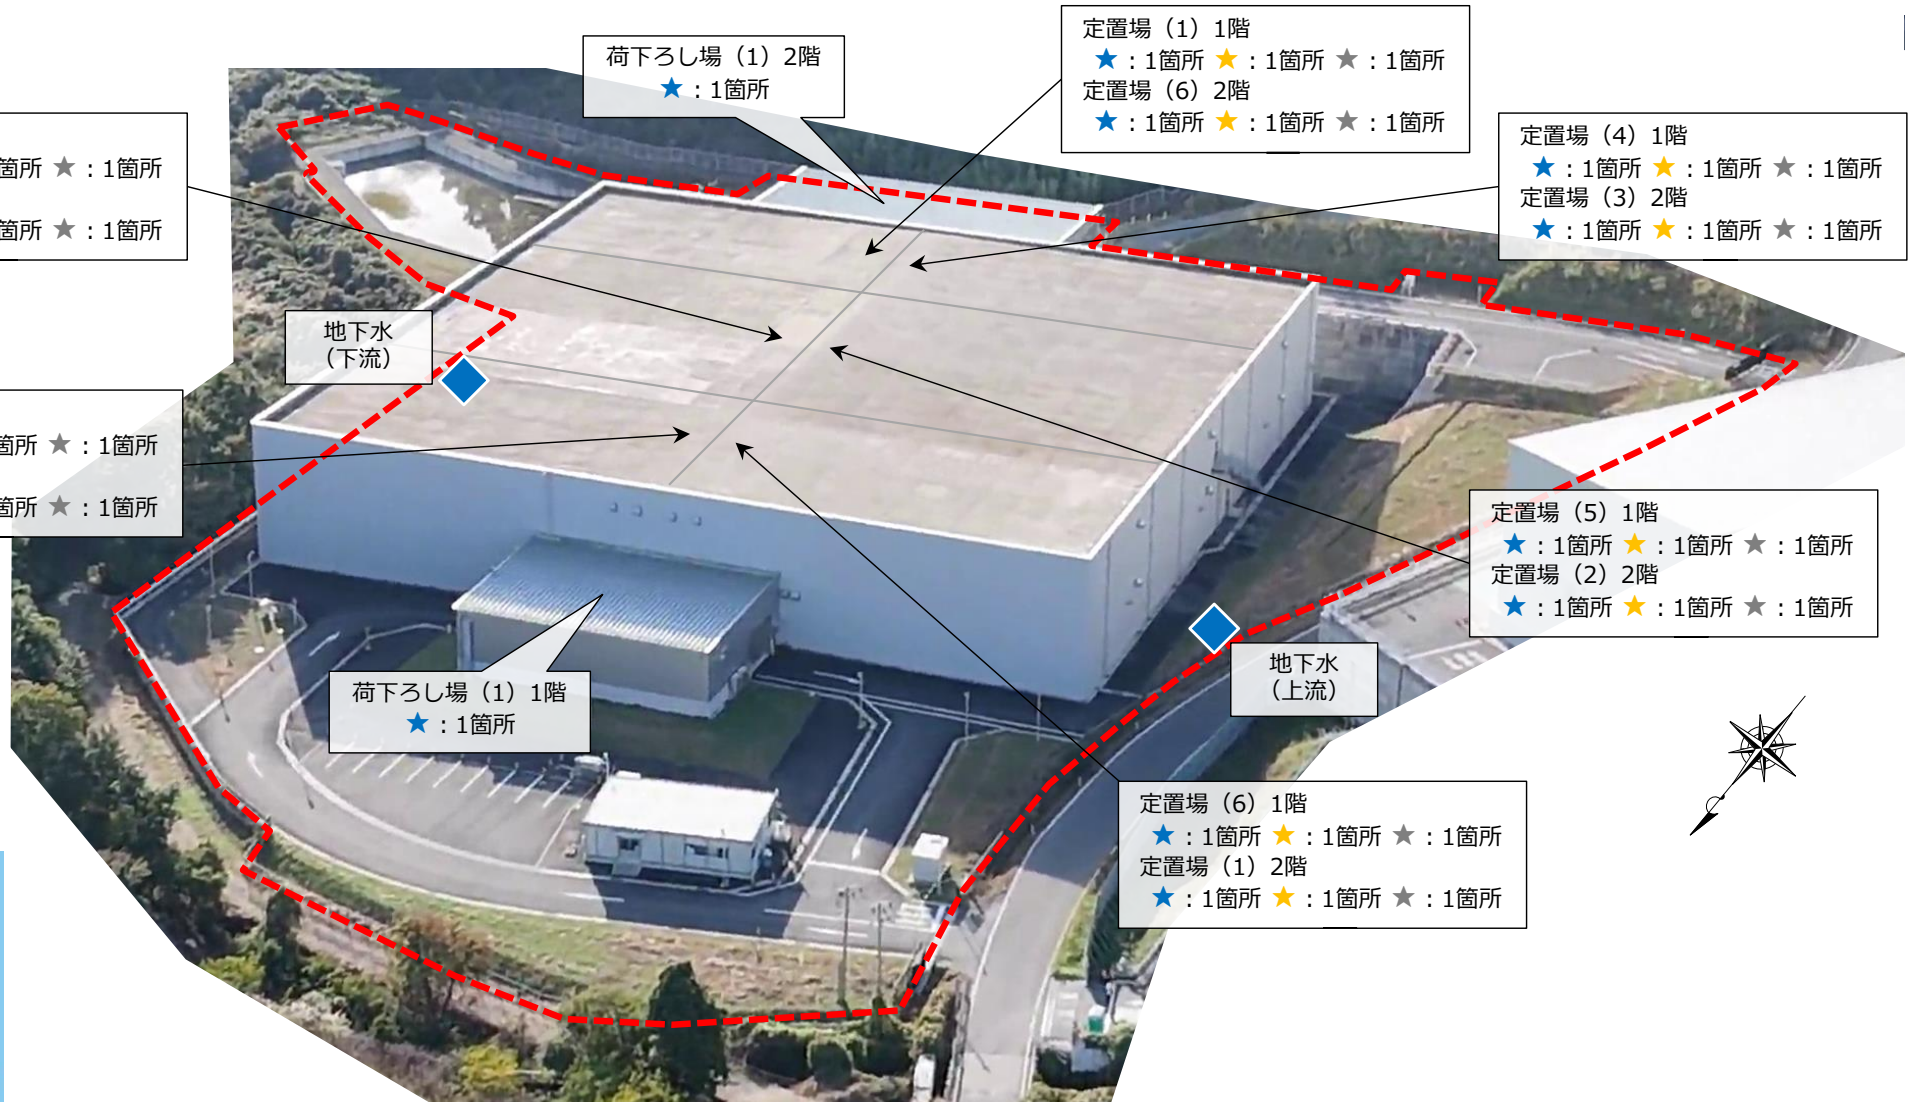 荷下ろし場（1）2階
★：1箇所
定置場（1）1階
★：1箇所 ★：1箇所 ★：1箇所
定置場（6）2階
★：1箇所 ★：1箇所 ★：1箇所
定置場（4）1階
★：1箇所 ★：1箇所 ★：1箇所
定置場（3）2階
★：1箇所 ★：1箇所 ★：1箇所
箇所 ★：1箇所
箇所 ★：1箇所
地下水
（下流）
箇所 ★：1箇所
箇所 ★：1箇所
定置場（5）1階
★：1箇所 ★：1箇所 ★：1箇所
定置場（2）2階
★：1箇所 ★：1箇所 ★：1箇所
地下水
（上流）
荷下ろし場（1）1階
★：1箇所
定置場（6）1階
★：1箇所 ★：1箇所 ★：1箇所
定置場（1）2階
★：1箇所 ★：1箇所 ★：1箇所